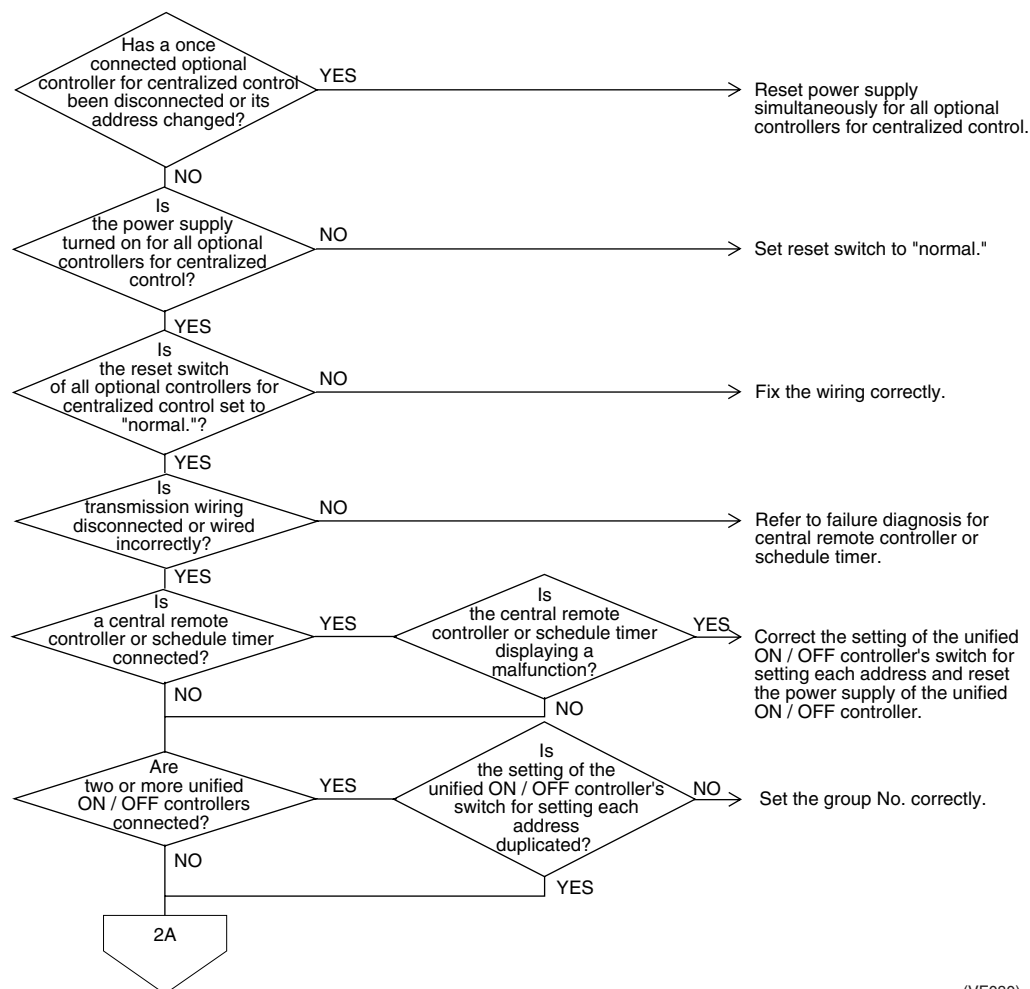 Has a once
connected optional
controller for centralized control
been disconnected or its
address changed?
YES
Reset power supply
simultaneously for all optional
controllers for centralized control.
NO
Is
the power supply
turned on for all optional
controllers for centralized
control?
NO
Set reset switch to "normal."
YES
Is
the reset switch
of all optional controllers for
centralized control set to
"normal."?
NO
Fix the wiring correctly.
YES
Is
transmission wiring
disconnected or wired
incorrectly?
NO
Refer to failure diagnosis for
central remote controller or
schedule timer.
YES
Is
a central remote
controller or schedule timer
connected?
YES
Is
the central remote
controller or schedule timer
displaying a
malfunction?
YES
Correct the setting of the unified
ON / OFF controller's switch for
setting each address and reset
the power supply of the unified
ON / OFF controller.
NO
NO
Are
two or more unified
ON / OFF controllers
connected?
YES
Is
the setting of the
unified ON / OFF controller's
switch for setting each
address
duplicated?
NO
Set the group No. correctly.
NO
YES
2A